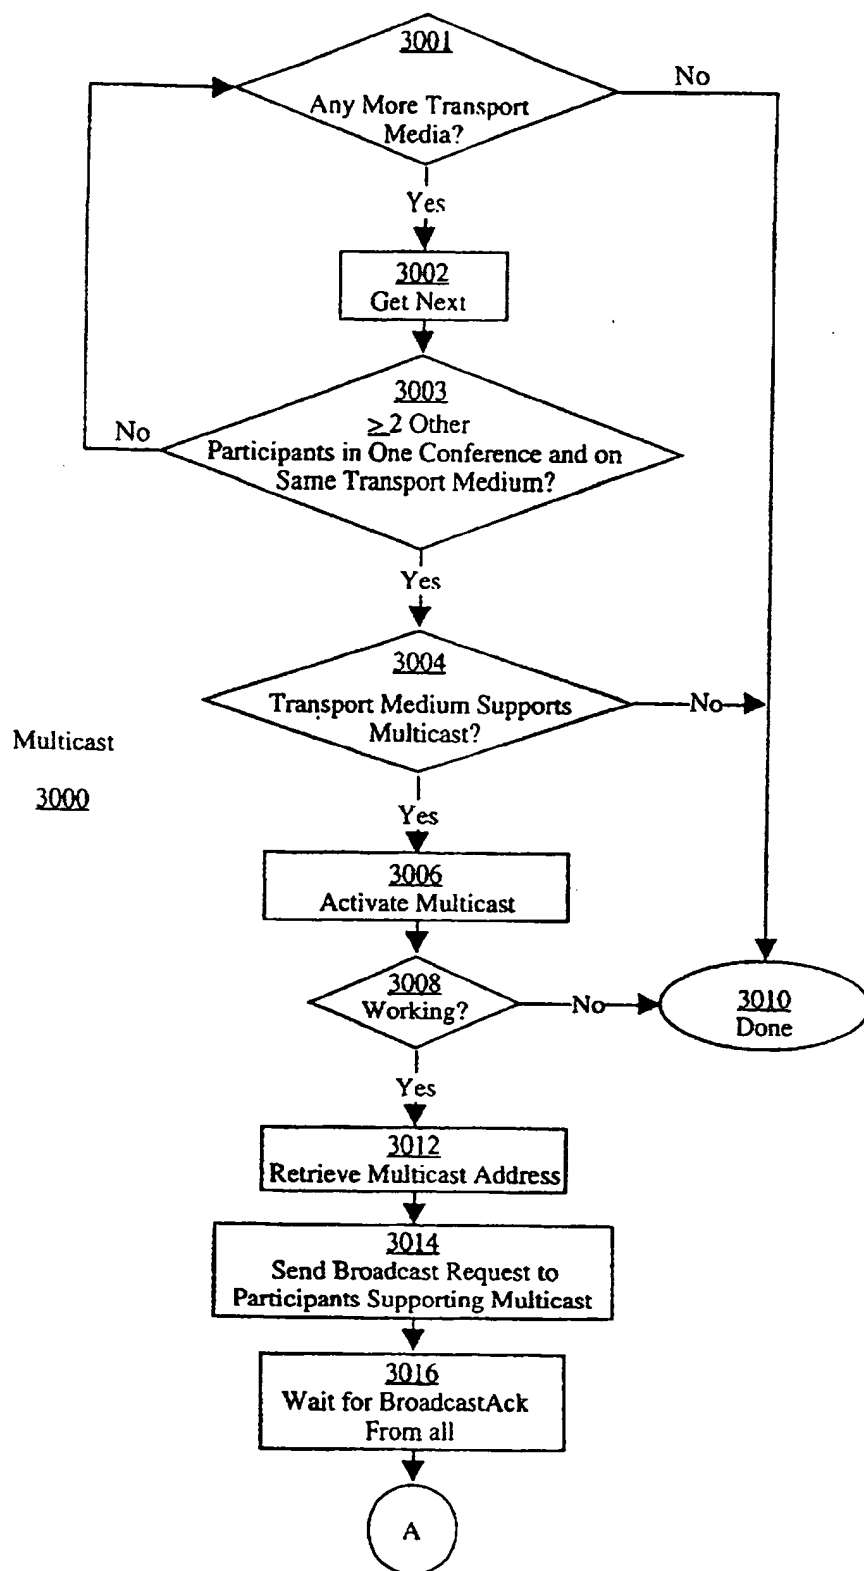 3001
Any More Transport
Media?
No
Yes
3002
Get Next
3003
≥2 Other
Participants in One Conference and on
Same Transport Medium?
No
Yes
3004
Transport Medium Supports
Multicast?
No
Multicast
3000
Yes
3006
Activate Multicast
3008
Working?
No
3010
Done
Yes
3012
Retrieve Multicast Address
3014
Send Broadcast Request to
Participants Supporting Multicast
3016
Wait for BroadcastAck
From all
A